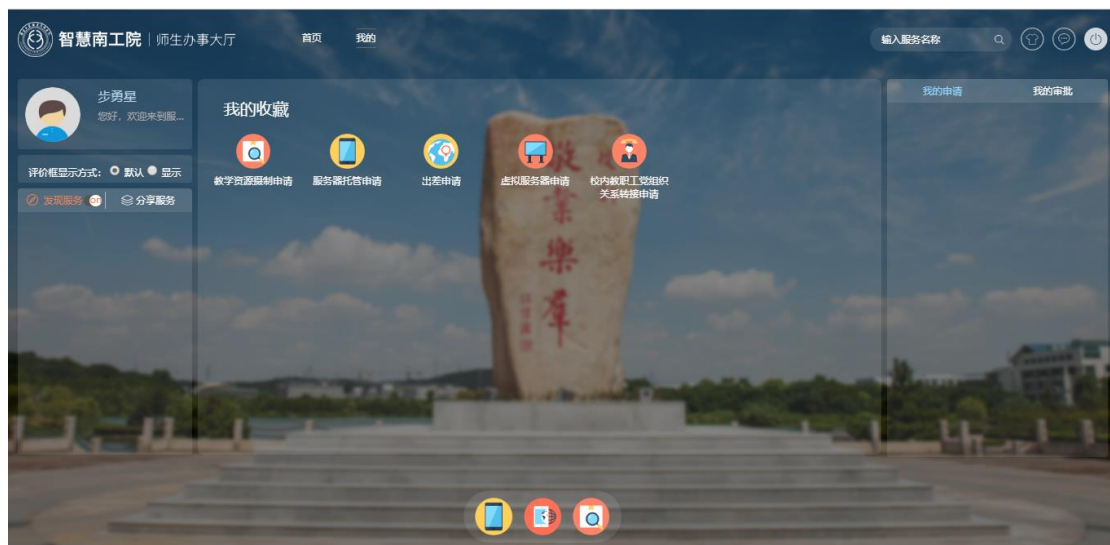 智慧南工院 | 师生办事大厅
首页
我的
输入服务名称
步勇星
您好，欢迎来到服...
评价框显示方式： 默认 显示
发现服务
分享服务
我的收藏
教学资源摄制申请
服务器托管申请
出差申请
虚拟服务器申请
校内教职工党组织
关系转接申请
我的申请
我的审批
敬業樂羣